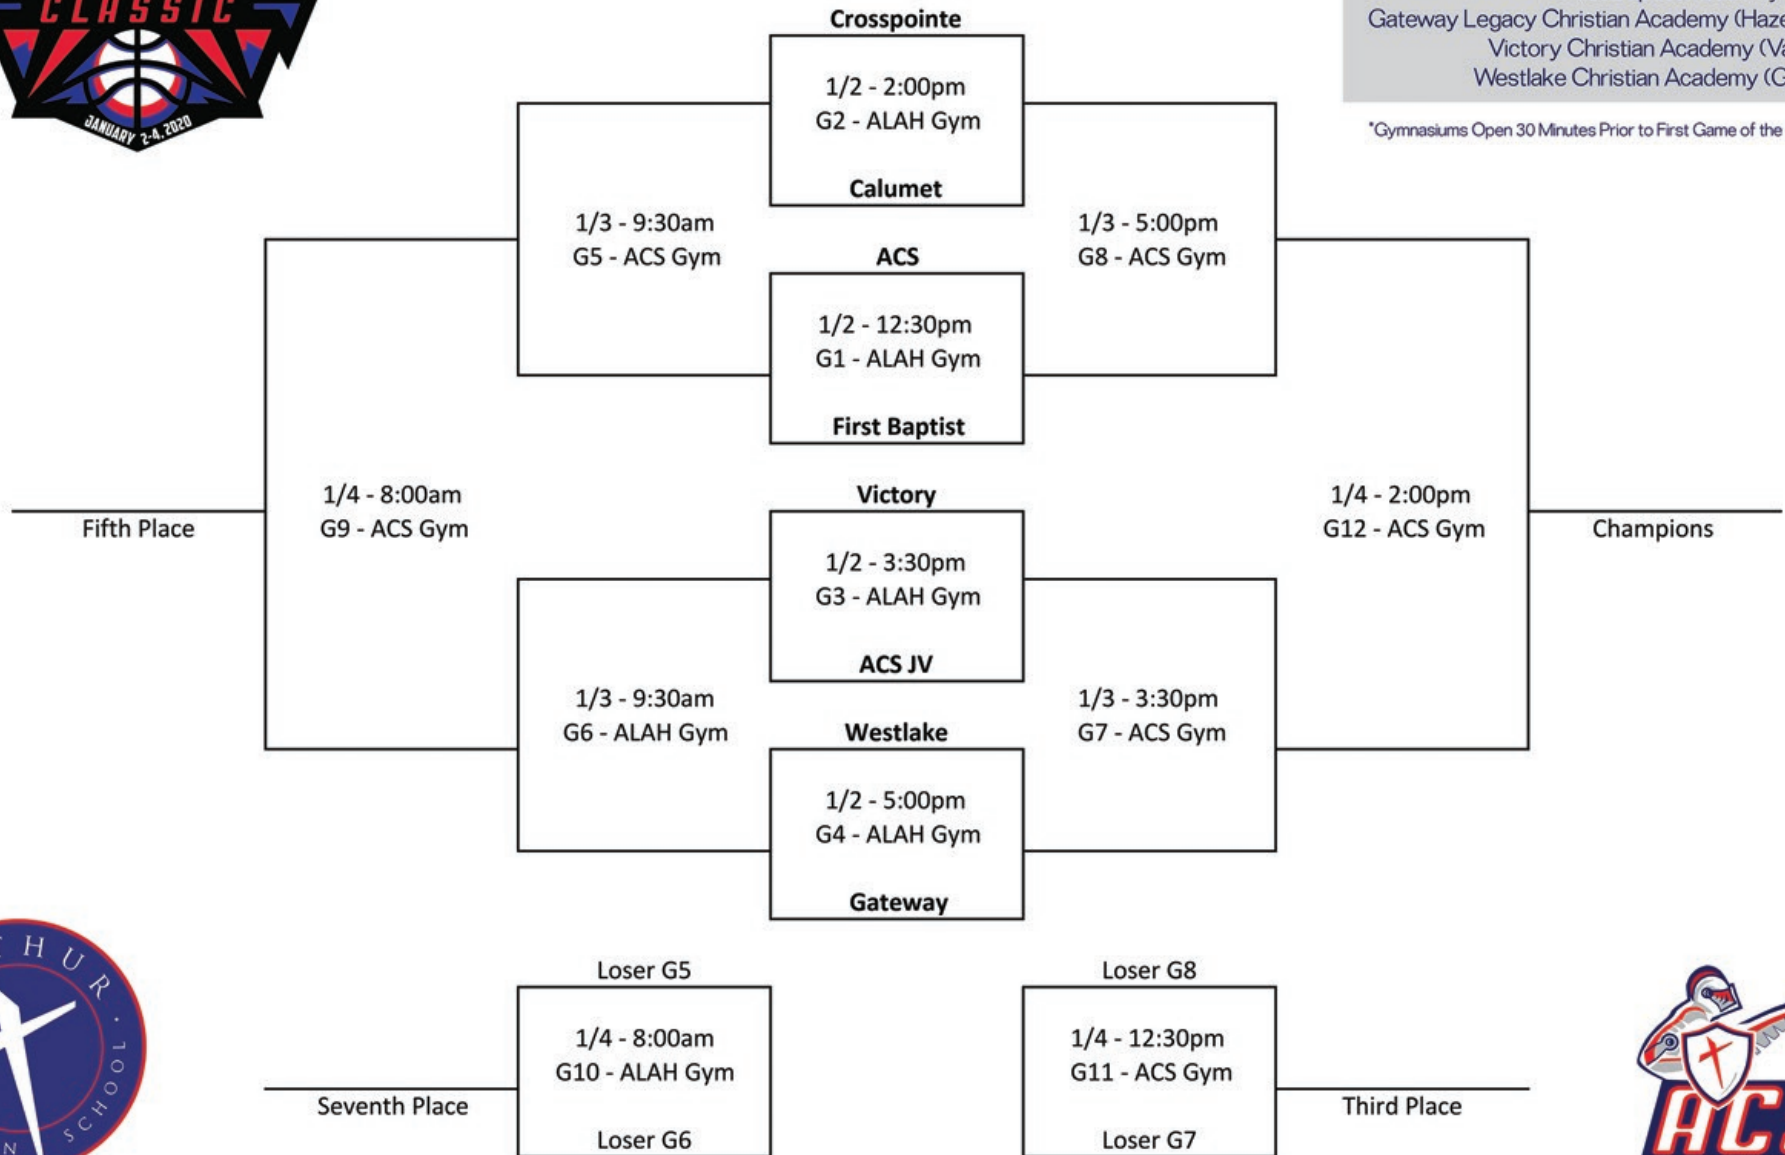 CLASSIC
JANUARY 2-4, 2020
Gateway Legacy Christian Academy
Victory Christian Academy
Westlake Christian Academy
*Gymnasiums Open 30 Minutes Prior to First Game of the
Crosspointe
1/2 - 2:00pm
G2 - ALAH Gym
Calumet
1/3 - 9:30am
G5 - ACS Gym
1/3 - 5:00pm
G8 - ACS Gym
ACS
1/2 - 12:30pm
G1 - ALAH Gym
First Baptist
1/4 - 8:00am
G9 - ACS Gym
Fifth Place
Victory
1/2 - 3:30pm
G3 - ALAH Gym
ACS JV
1/4 - 2:00pm
G12 - ACS Gym
Champions
1/3 - 9:30am
G6 - ALAH Gym
1/3 - 3:30pm
G7 - ACS Gym
Westlake
1/2 - 5:00pm
G4 - ALAH Gym
Gateway
Loser G5
1/4 - 8:00am
G10 - ALAH Gym
Seventh Place
Loser G6
Loser G8
1/4 - 12:30pm
G11 - ACS Gym
Third Place
Loser G7
SCHOOL